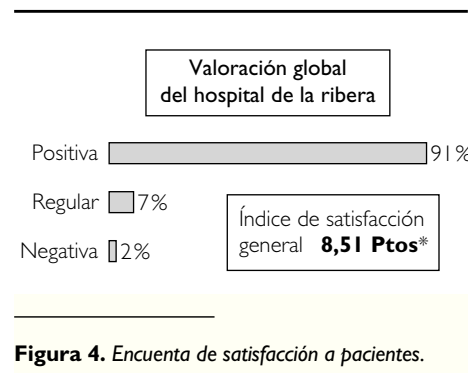 Valoración global
del hospital de la ribera
Positiva 91%
Regular 7%
Negativa 2%
Índice de satisfacción
general 8,51 Ptos*
Figura 4. Encuenta de satisfacción a pacientes.